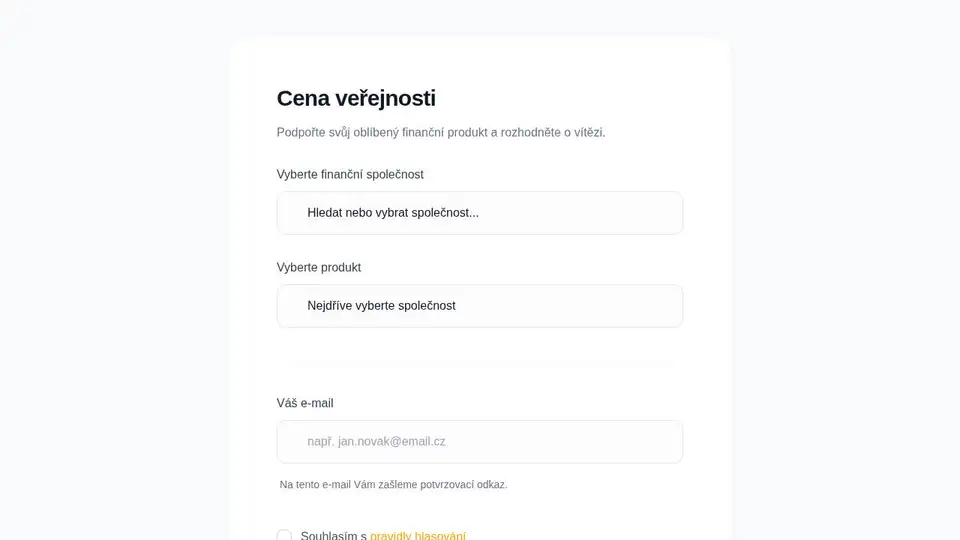 Cena veřejnosti
Podpořte svůj oblíbený finanční produkt a rozhodněte o vítězi.
Vyberte finanční společnost
Hledat nebo vybrat společnost...
Vyberte produkt
Nejdříve vyberte společnost
Váš e-mail
např. jan.novak@email.cz
Na tento e-mail Vám zašleme potvrzovací odkaz.
Souhlasím s pravidly hlasování